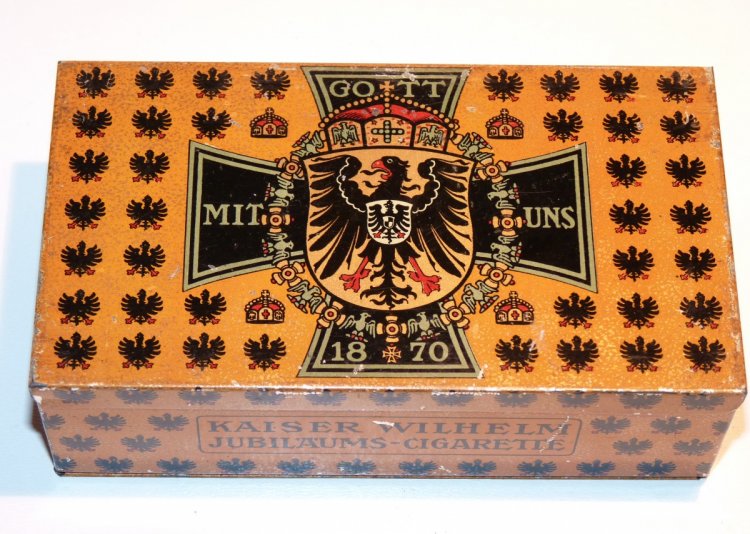 GOTT
MIT UNS
1870
KAISER WILHELM
JUBILÄUMS-CIGARETTE